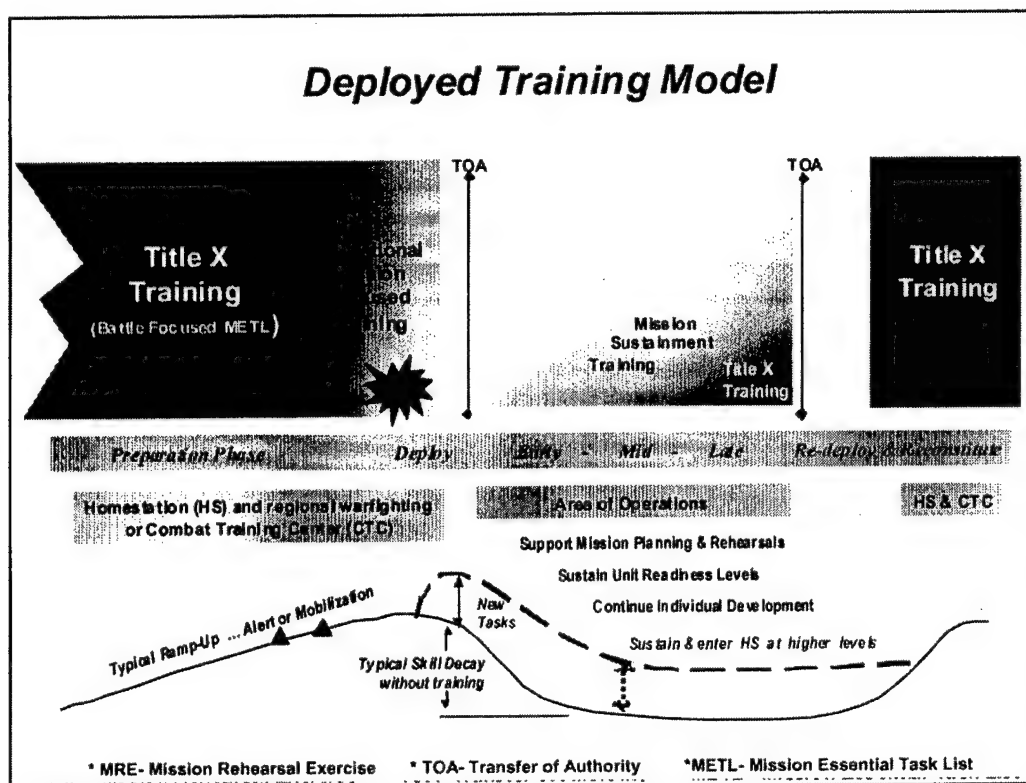 Deployed Training Model
TOA
TOA
Title X
Training
(Battle Focused METL)
Mission
Sustainment
Training
Title X
Training
Title X
Training
Preparation Phase
Deploy
Early - Mid - Late
Re-deploy & Reconstitute
Homestation (HS) and regional warfighting
or Combat Training Center (CTC)
Area of Operations
HS & CTC
Support Mission Planning & Rehearsals
Sustain Unit Readiness Levels
Continue Individual Development
Sustain & enter HS at higher levels
Typical Ramp-Up ... Alert or Mobilization
New
Tasks
Typical Skill Decay
without training
* MRE- Mission Rehearsal Exercise
* TOA- Transfer of Authority
*METL- Mission Essential Task List